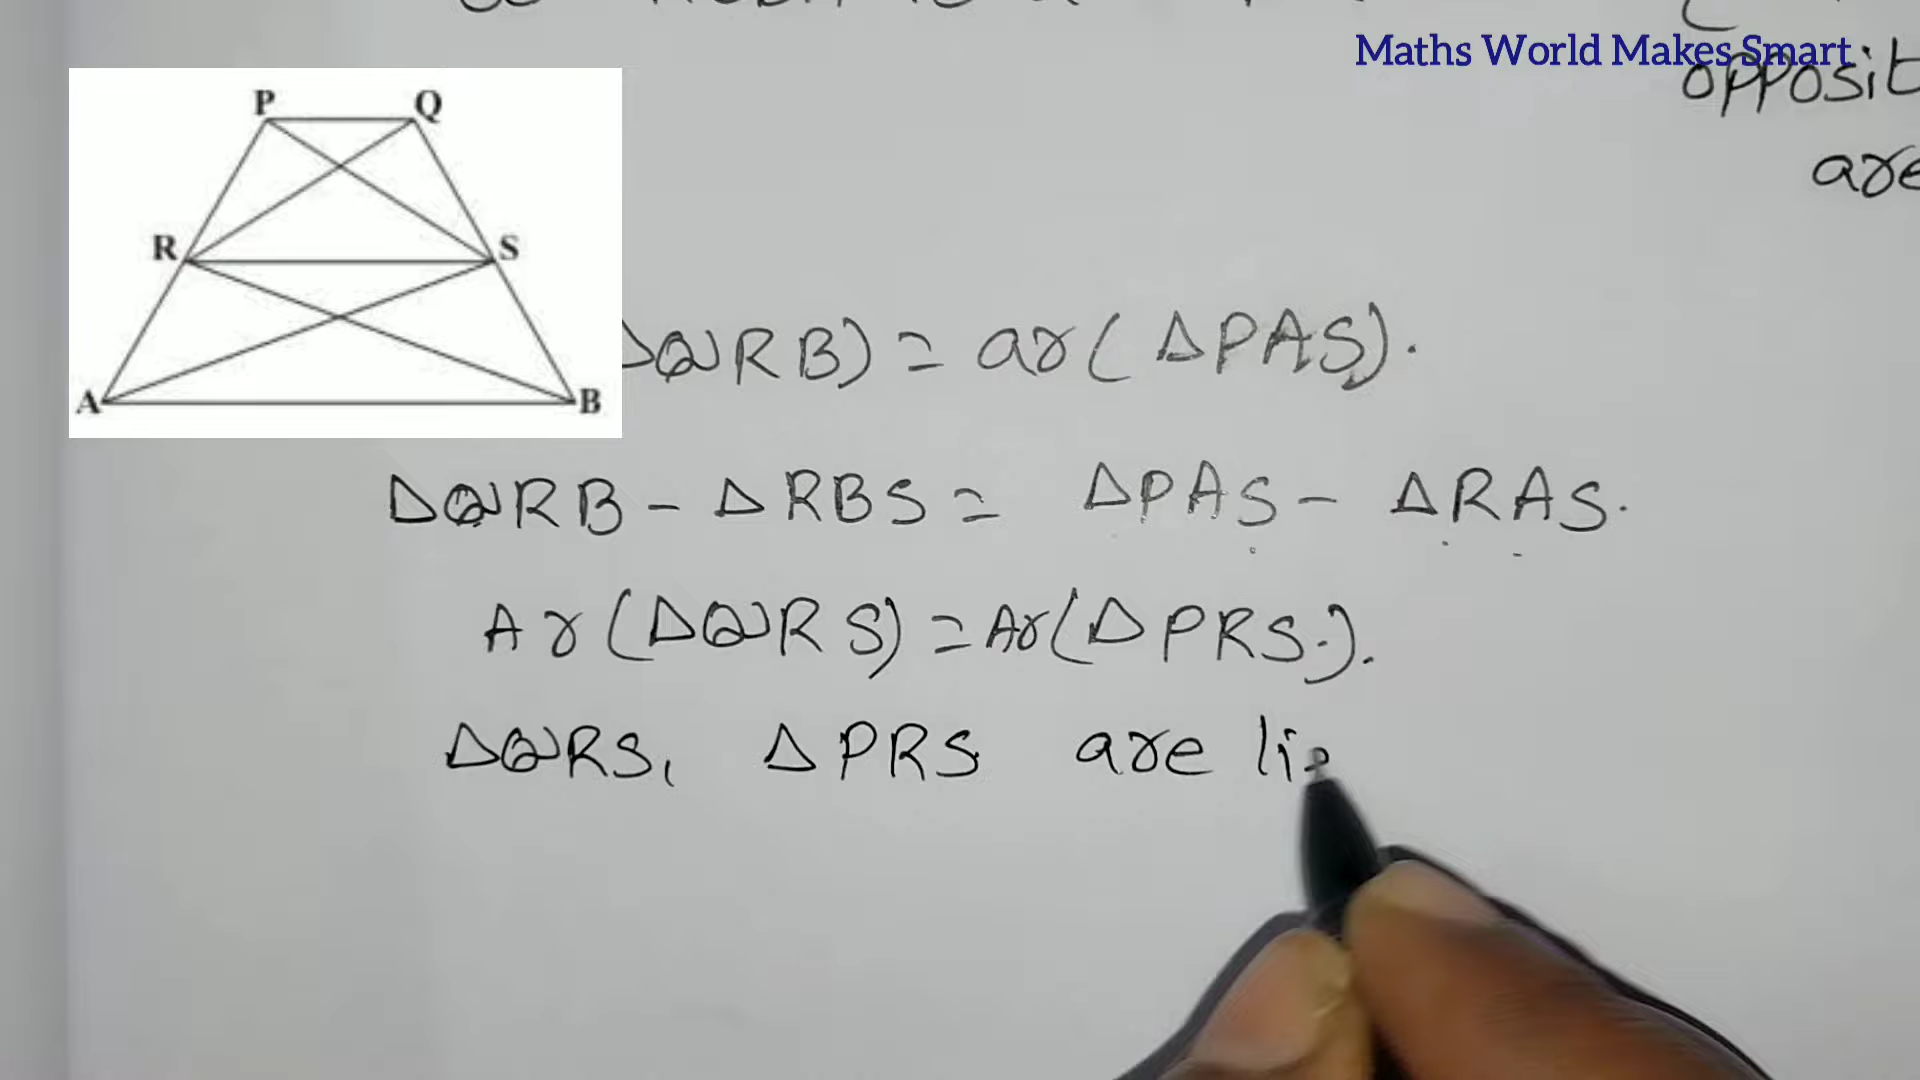 Maths World Makes Smart
opposit
are
P Q
R S
A B
ΔQRB) = ar(ΔPAS).
ΔQRB - ΔRBS = ΔPAS - ΔRAS.
Ar(ΔQRS) = Ar(ΔPRS.).
ΔQRS, ΔPRS are lie